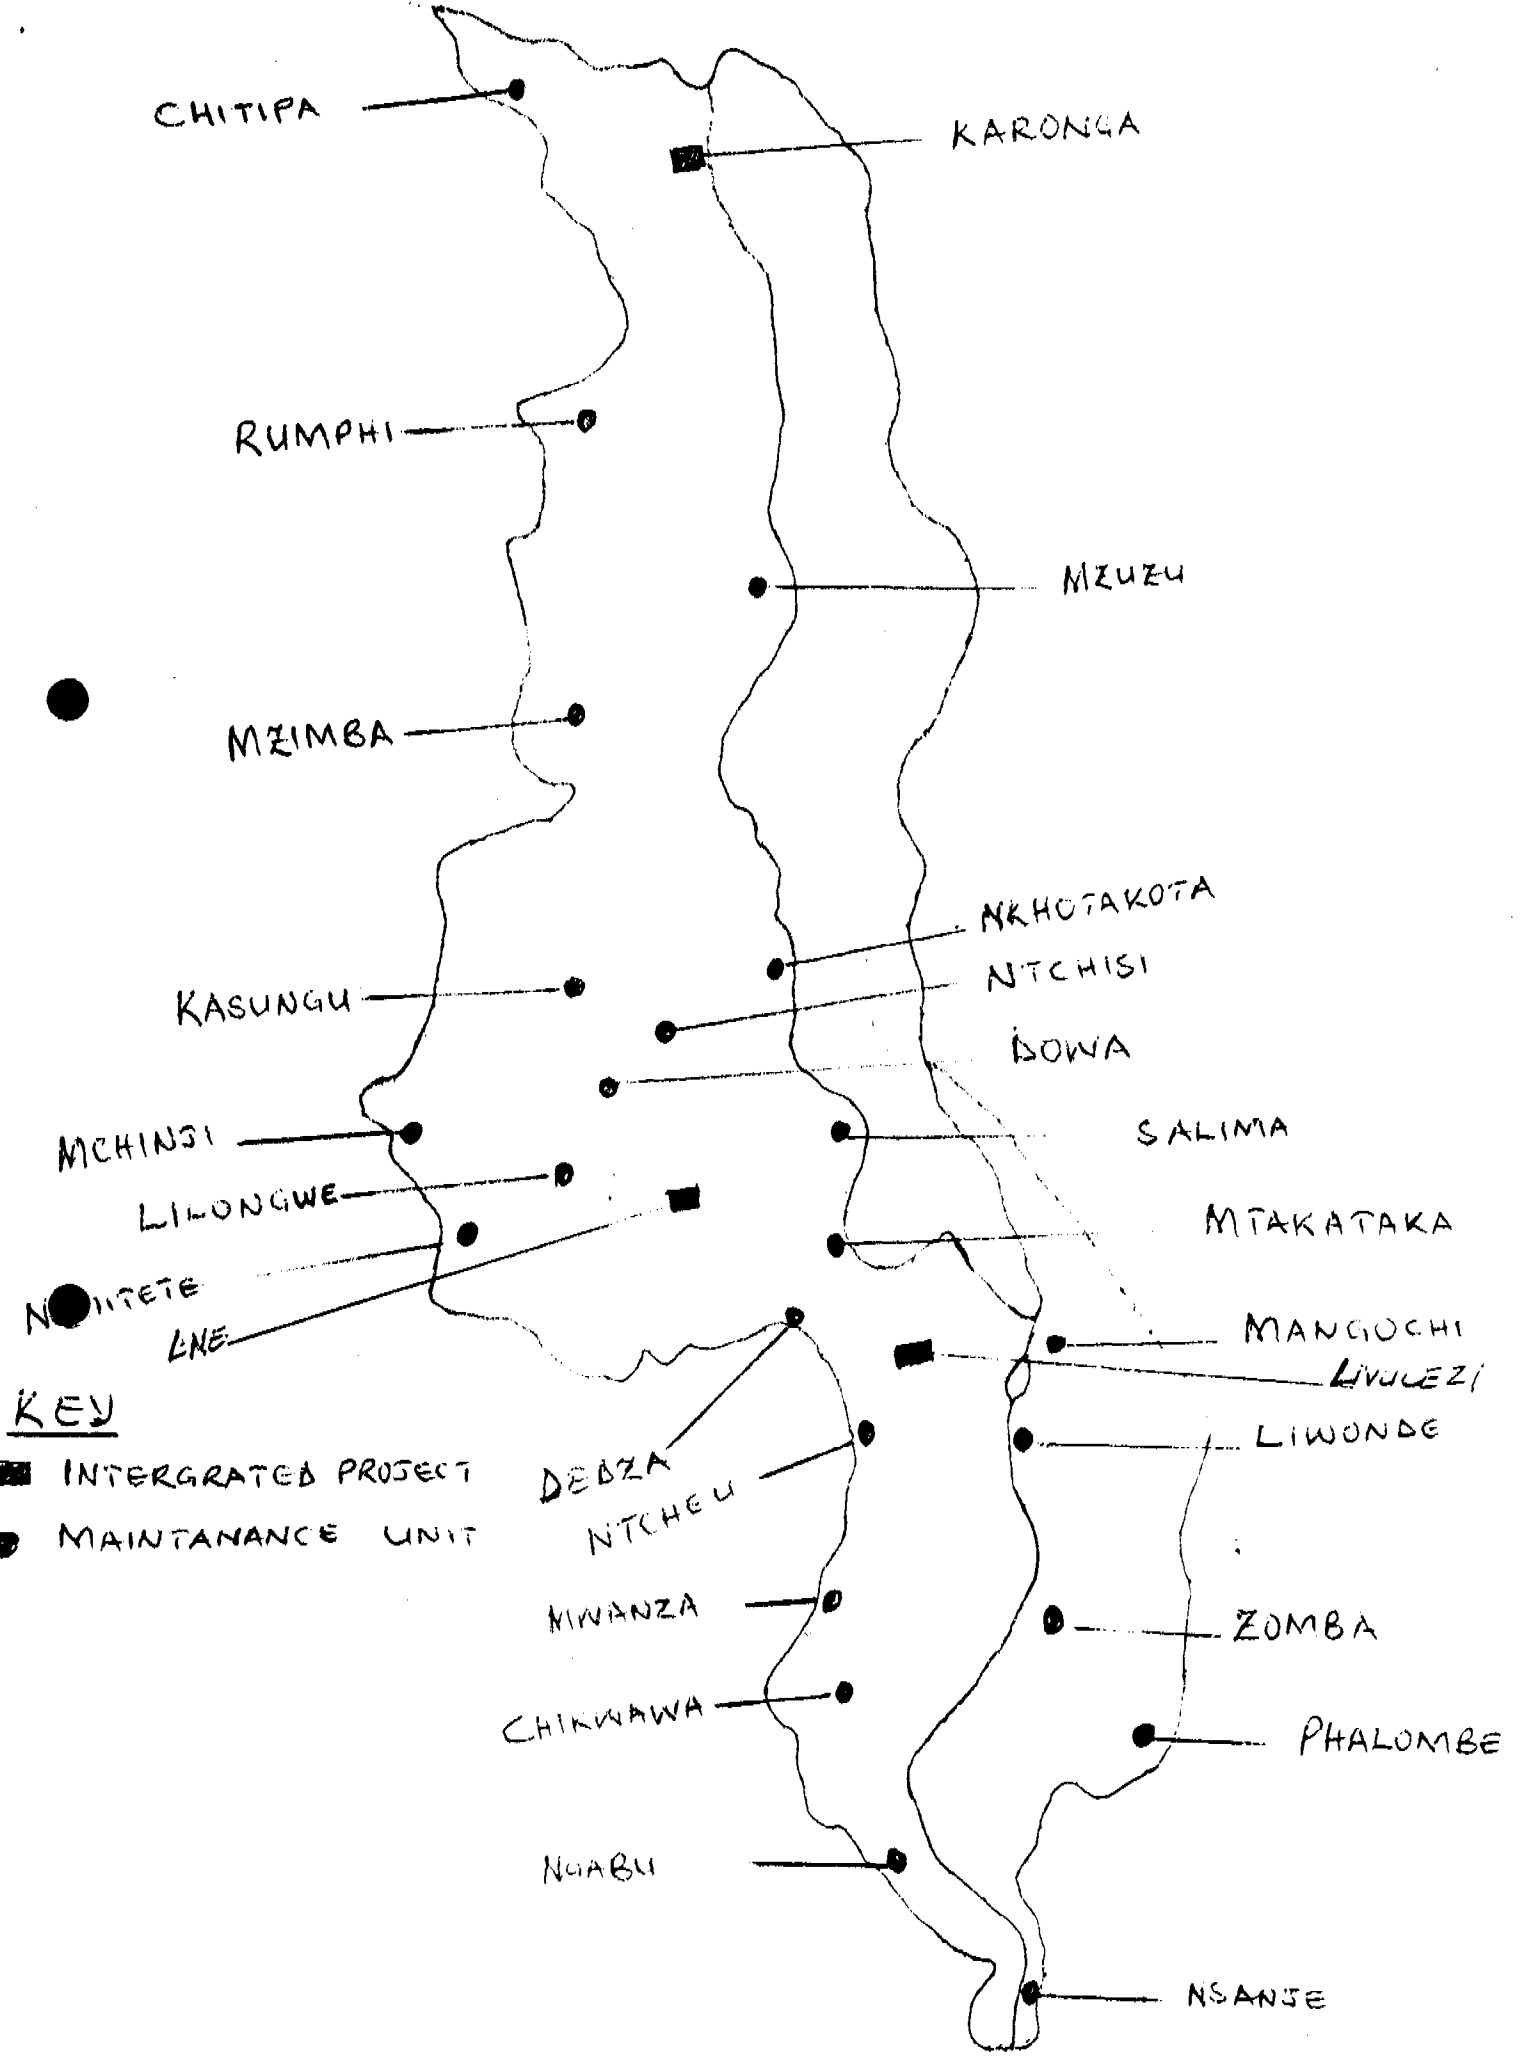 CHITIPA
KARONGA
RUMPHI
MZUZU
MZIMBA
NKHOTAKOTA
KASUNGU
NTCHISI
DOWA
MCHINJI
SALIMA
LILONGWE
MTAKATAKA
LNE
MANGOCHI
LIVULEZI
KEY
LIWONDE
INTERGRATED PROJECT
DEDZA
NTCHEU
MAINTANANCE UNIT
MWANZA
ZOMBA
CHIKWAWA
PHALOMBE
NGABU
NSANJE